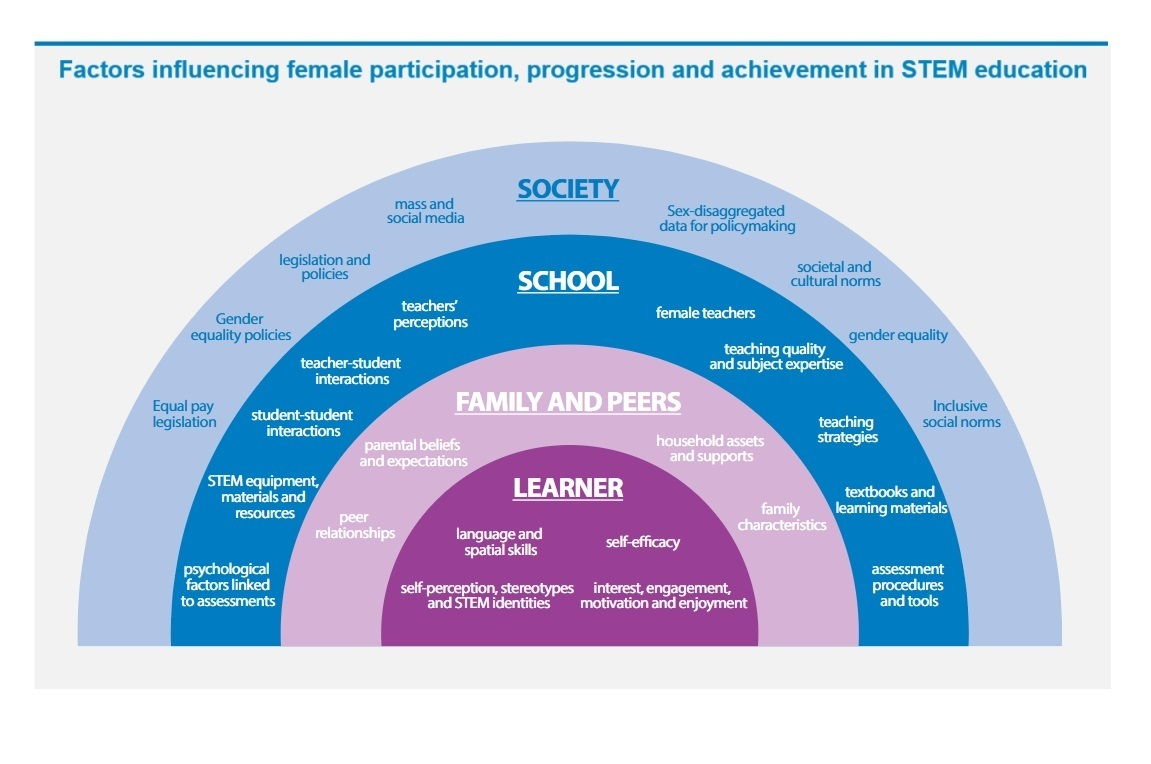 Factors influencing female participation, progression and achievement in STEM education
SOCIETY
mass and
social media
Sex-disaggregated
data for policymaking
legislation and
policies
societal and
cultural norms
Gender
equality policies
gender equality
Equal pay
legislation
Inclusive
social norms
SCHOOL
teachers'
perceptions
female teachers
teacher-student
interactions
teaching quality
and subject expertise
student-student
interactions
teaching
strategies
STEM equipment,
materials and
resources
textbooks and
learning materials
psychological
factors linked
to assessments
assessment
procedures
and tools
FAMILY AND PEERS
parental beliefs
and expectations
household assets
and supports
peer
relationships
family
characteristics
LEARNER
language and
spatial skills
self-efficacy
self-perception, stereotypes
and STEM identities
interest, engagement,
motivation and enjoyment